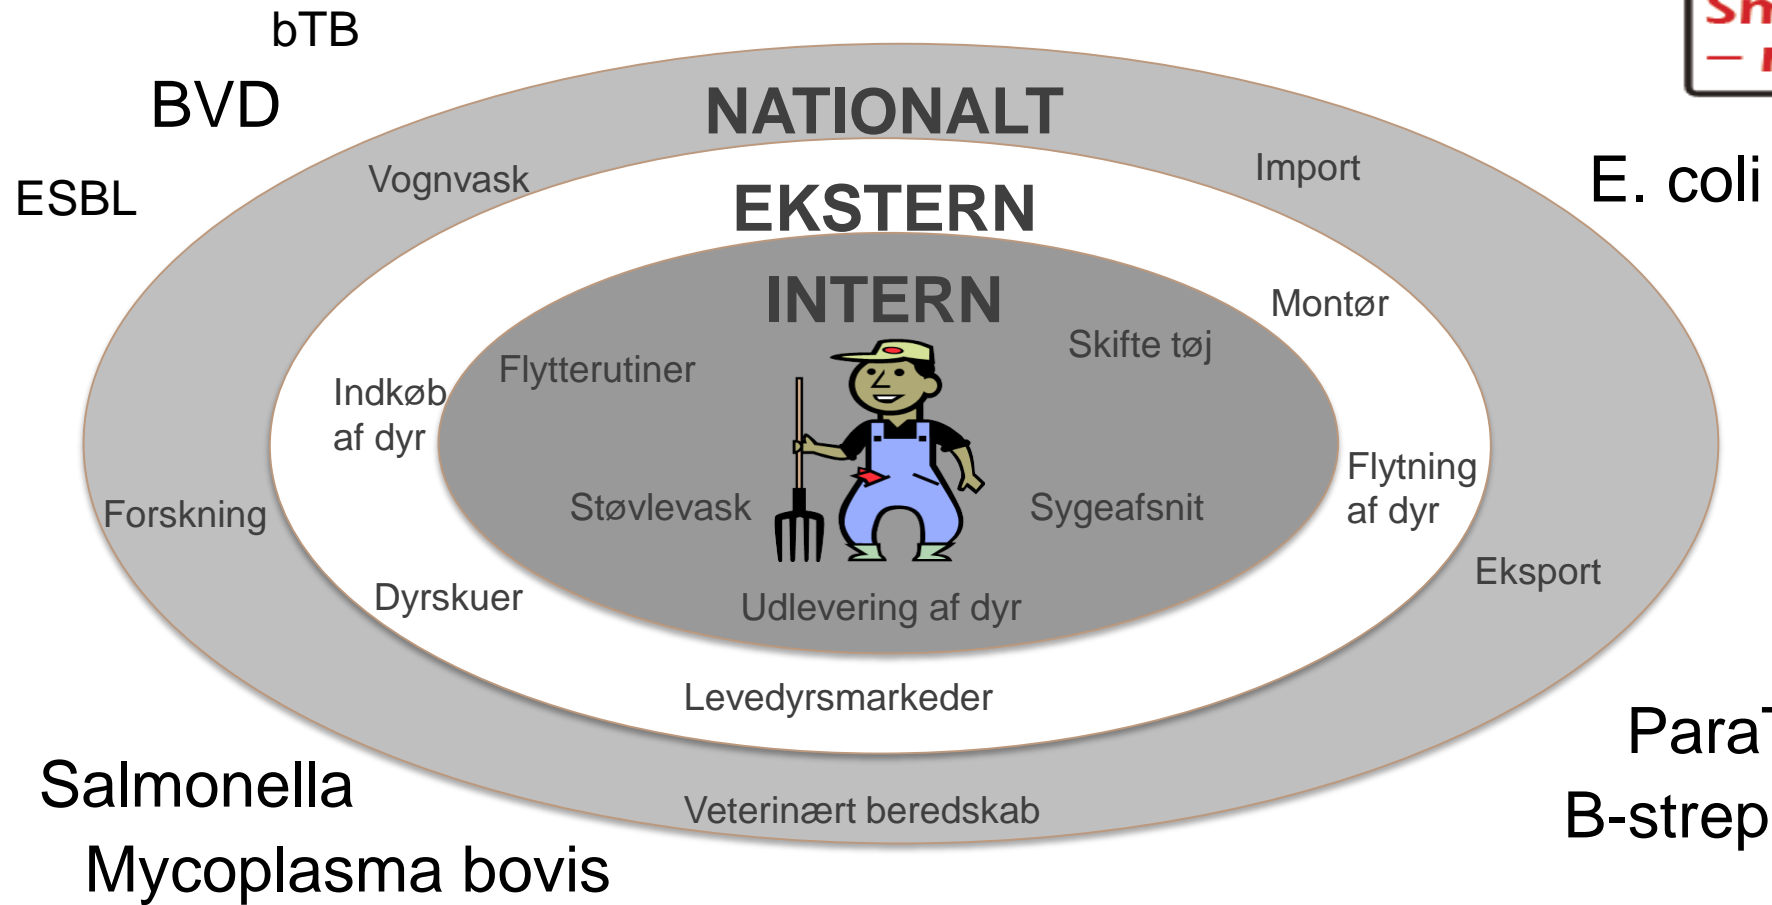 bTB
BVD
ESBL
NATIONALT
Vognvask
Import
E. coli
EKSTERN
INTERN
Montør
Skifte tøj
Flytterutiner
Indkøb
af dyr
Flytning
af dyr
Støvlevask
Sygeafsnit
Forskning
Eksport
Dyrskuer
Udlevering af dyr
Levedyrsmarkeder
Veterinært beredskab
Salmonella
Mycoplasma bovis
B-strep